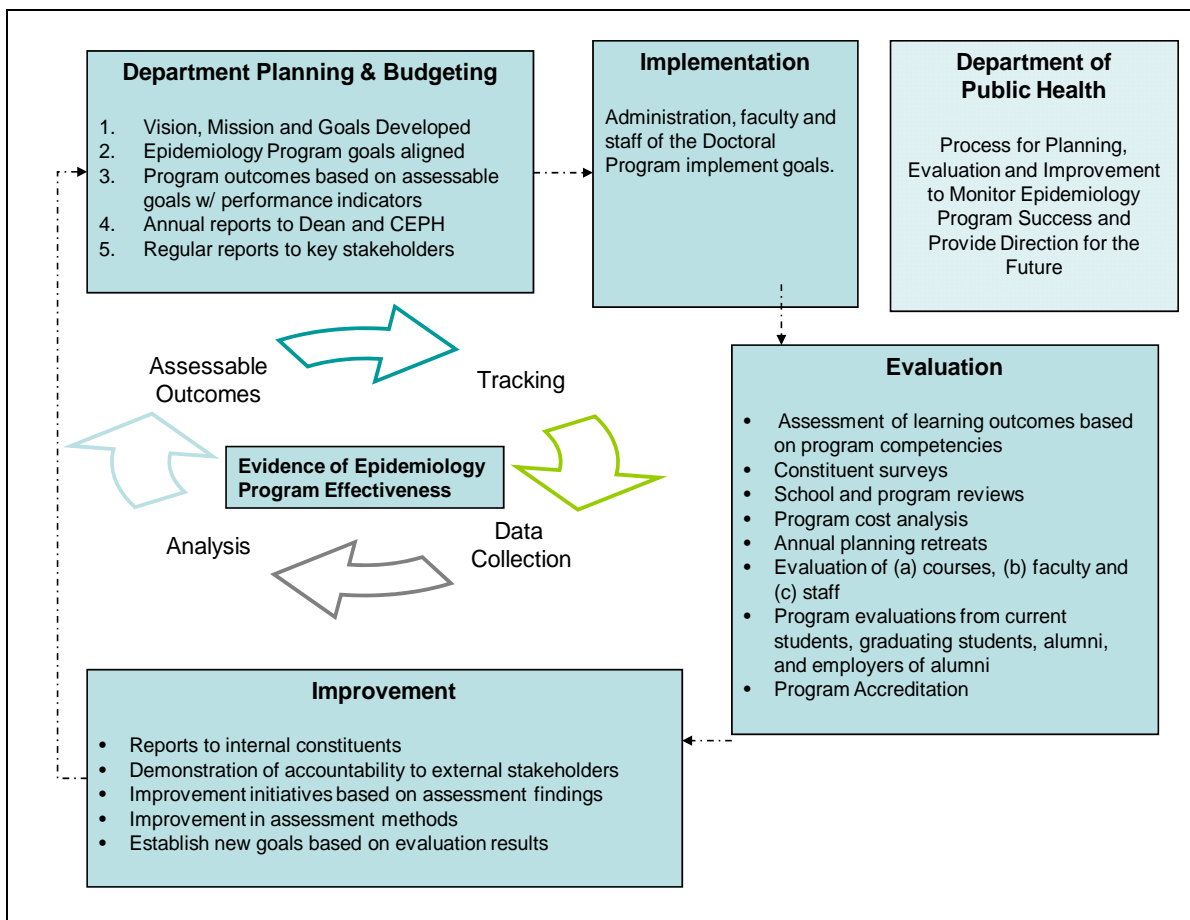 Department Planning & Budgeting
1. Vision, Mission and Goals Developed
2. Epidemiology Program goals aligned
3. Program outcomes based on assessable
goals w/ performance indicators
4. Annual reports to Dean and CEPH
5. Regular reports to key stakeholders
Implementation
Administration, faculty and
staff of the Doctoral
Program implement goals.
Department of
Public Health
Process for Planning,
Evaluation and Improvement
to Monitor Epidemiology
Program Success and
Provide Direction for the
Future
Assessable
Outcomes
Tracking
Evidence of Epidemiology
Program Effectiveness
Analysis
Data
Collection
Evaluation
• Assessment of learning outcomes based
on program competencies
• Constituent surveys
• School and program reviews
• Program cost analysis
• Annual planning retreats
• Evaluation of (a) courses, (b) faculty and
(c) staff
• Program evaluations from current
students, graduating students, alumni,
and employers of alumni
• Program Accreditation
Improvement
• Reports to internal constituents
• Demonstration of accountability to external stakeholders
• Improvement initiatives based on assessment findings
• Improvement in assessment methods
• Establish new goals based on evaluation results